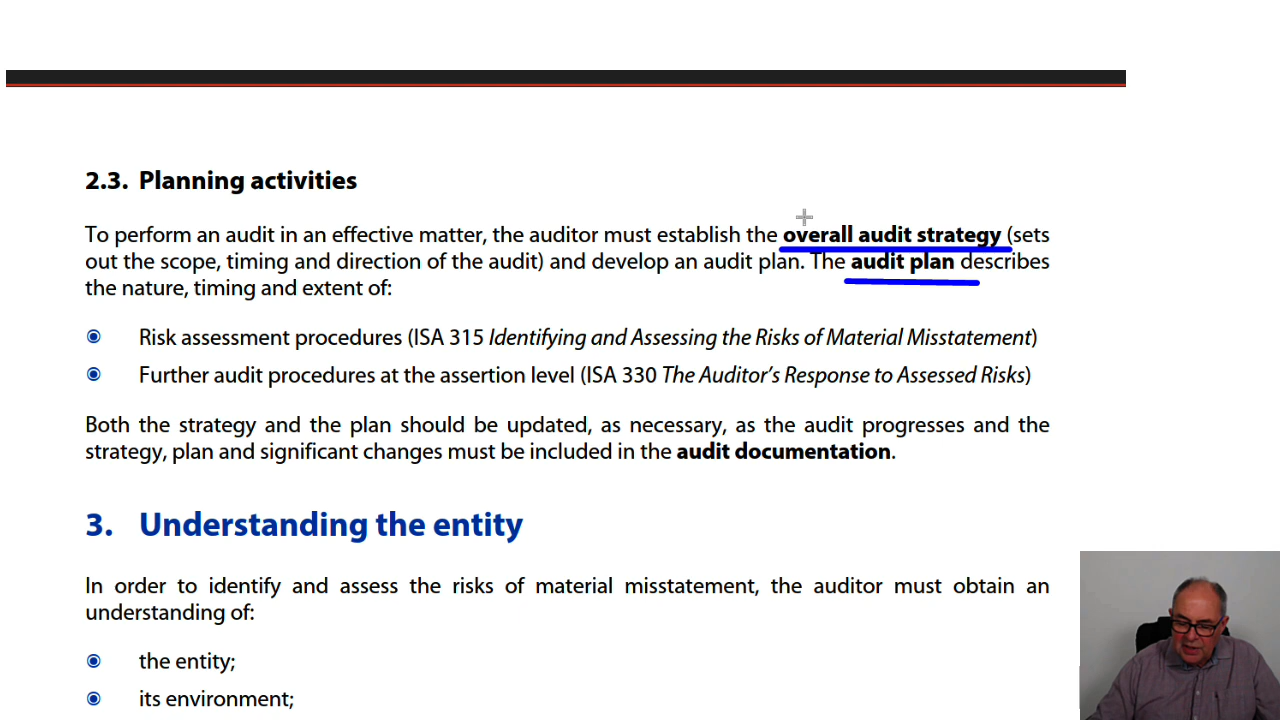 2.3. Planning activities
To perform an audit in an effective matter, the auditor must establish the overall audit strategy (sets
out the scope, timing and direction of the audit) and develop an audit plan. The audit plan describes
the nature, timing and extent of:
Risk assessment procedures (ISA 315 Identifying and Assessing the Risks of Material Misstatement)
Further audit procedures at the assertion level (ISA 330 The Auditor's Response to Assessed Risks)
Both the strategy and the plan should be updated, as necessary, as the audit progresses and the
strategy, plan and significant changes must be included in the audit documentation.
3. Understanding the entity
In order to identify and assess the risks of material misstatement, the auditor must obtain an
understanding of:
the entity;
its environment;